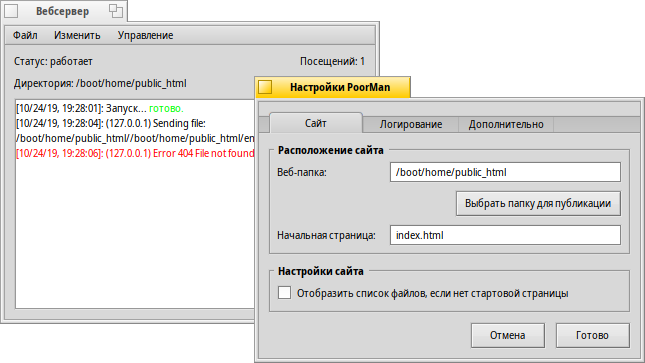 Вебсервер
Файл Изменить Управление
Статус: работает Посещений: 1
Директория: /boot/home/public_html
[10/24/19, 19:28:01]: Запуск... готово.
[10/24/19, 19:28:04]: (127.0.0.1) Sending file:
/boot/home/public_html//boot/home/public_html/en
[10/24/19, 19:28:06]: (127.0.0.1) Error 404 File not found
Настройки PoorMan
Сайт Логирование Дополнительно
Расположение сайта
Веб-папка: /boot/home/public_html
Выбрать папку для публикации
Начальная страница: index.html
Настройки сайта
Отобразить список файлов, если нет стартовой страницы
Отмена Готово